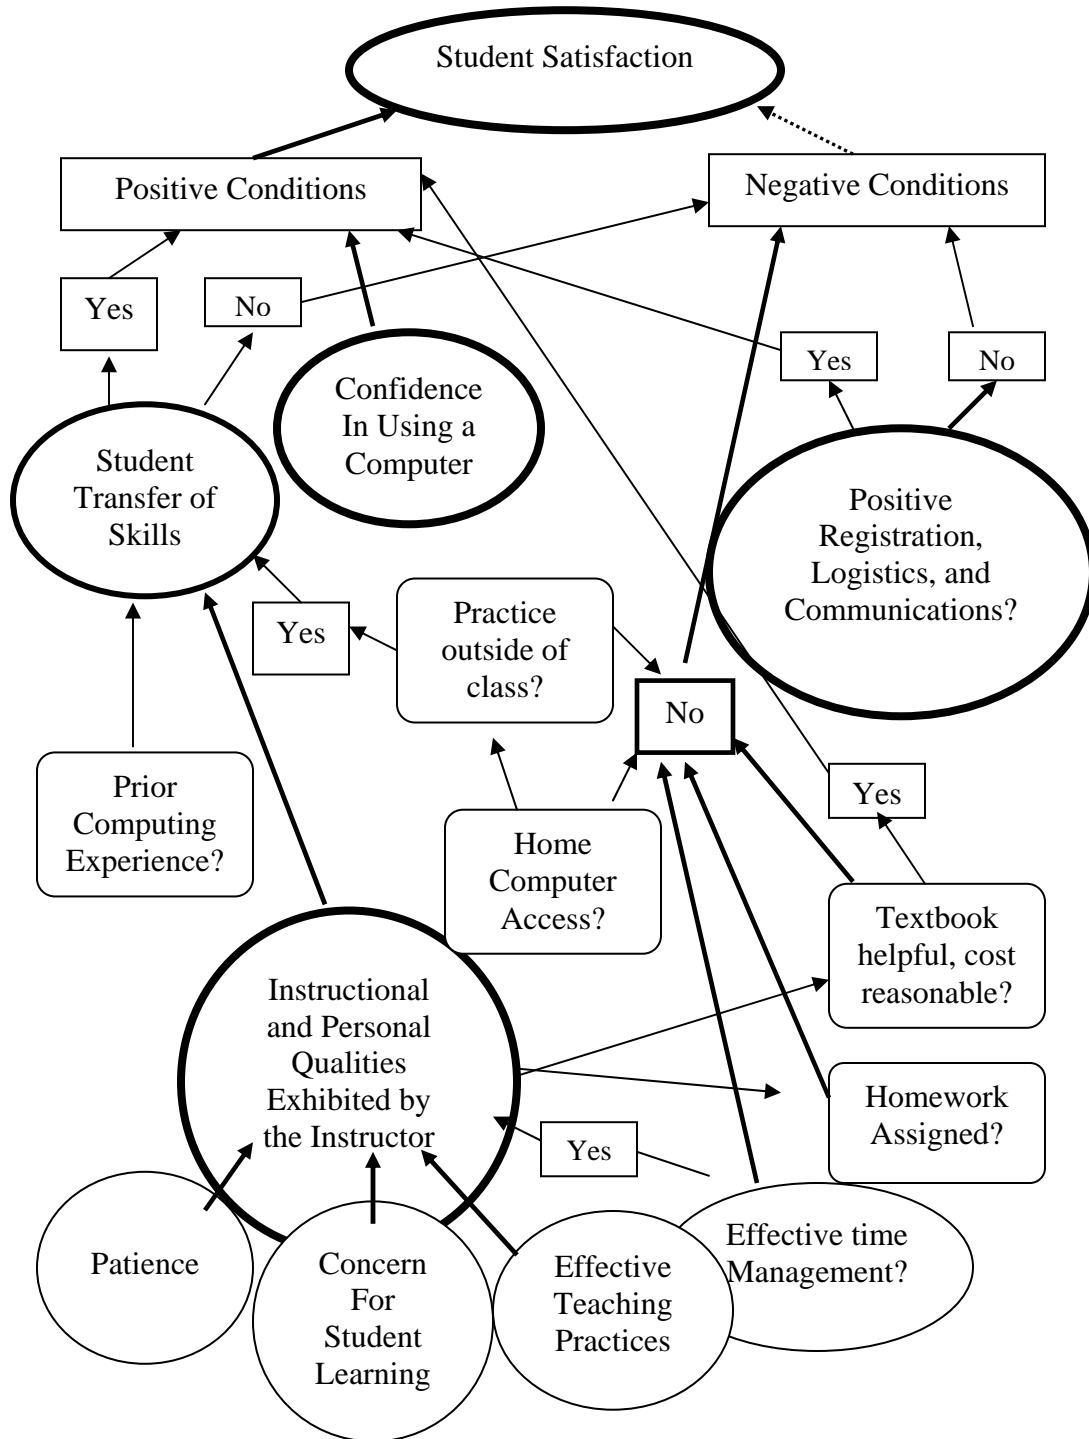 Student Satisfaction
Positive Conditions
Negative Conditions
Yes
No
Yes
No
Confidence
In Using a
Computer
Student
Transfer of
Skills
Positive
Registration,
Logistics, and
Communications?
Yes
Practice
outside of
class?
No
Prior
Computing
Experience?
Yes
Home
Computer
Access?
Textbook
helpful, cost
reasonable?
Instructional
and Personal
Qualities
Exhibited by
the Instructor
Homework
Assigned?
Yes
Patience
Concern
For
Student
Learning
Effective
Teaching
Practices
Effective time
Management?